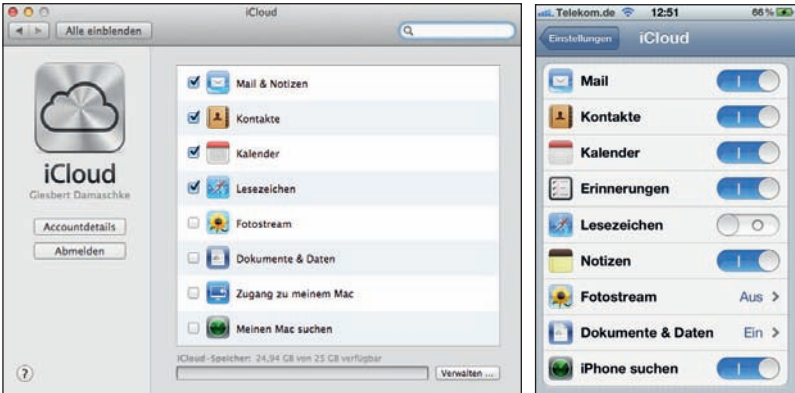 iCloud
Alle einblenden
iCloud
Giesbert Damaschke
Accountdetails
Abmelden
Mail & Notizen
Kontakte
Kalender
Lesezeichen
Fotostream
Dokumente & Daten
Zugang zu meinem Mac
Meinen Mac suchen
iCloud-Speicher: 24,94 GB von 25 GB verfügbar
Verwalten ...
?
Telekom.de 12:51 66 %
Einstellungen iCloud
Mail
Kontakte
Kalender
Erinnerungen
Lesezeichen
Notizen
Fotostream Aus >
Dokumente & Daten Ein >
iPhone suchen